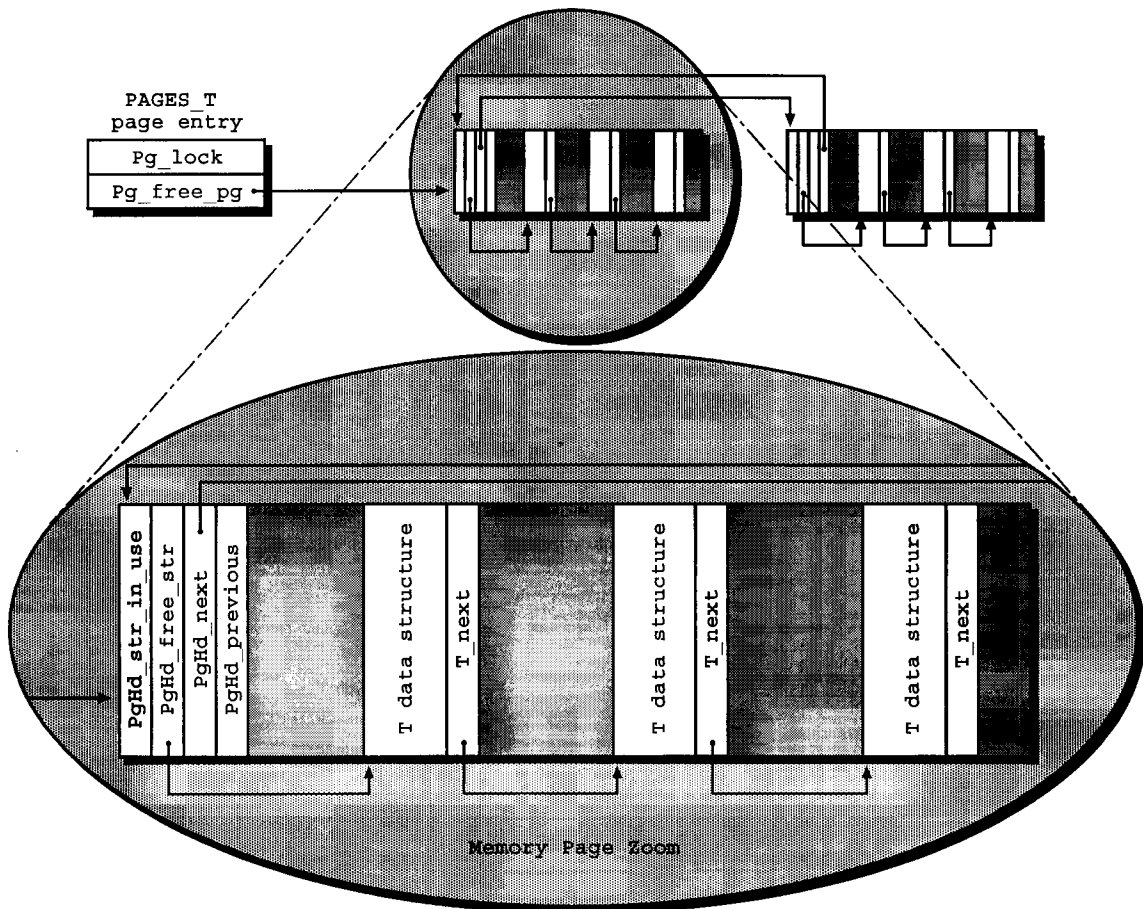 PAGES_T
page entry
Pg_lock
Pg_free_pg
PgHd_str_in_use
PgHd_free_str
PgHd_next
PgHd_previous
T data structure
T_next
T data structure
T_next
T data structure
T_next
Memory Page Zoom